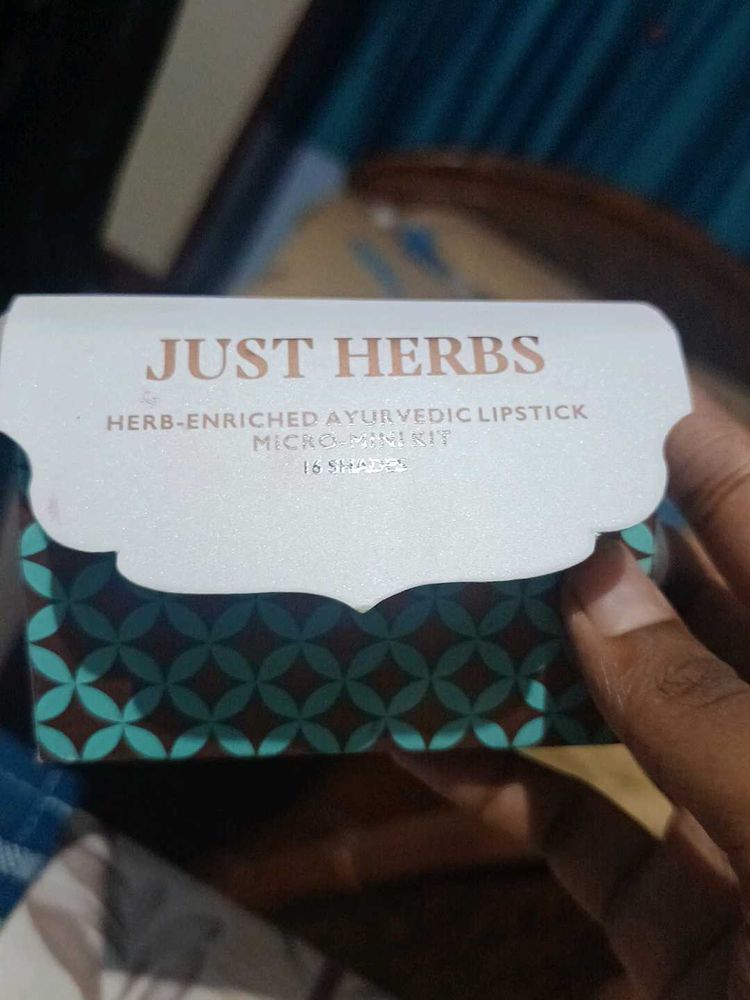 JUST HERBS
HERB-ENRICHED AYURVEDIC LIPSTICK
MICRO-MINI KIT
16 SHADES